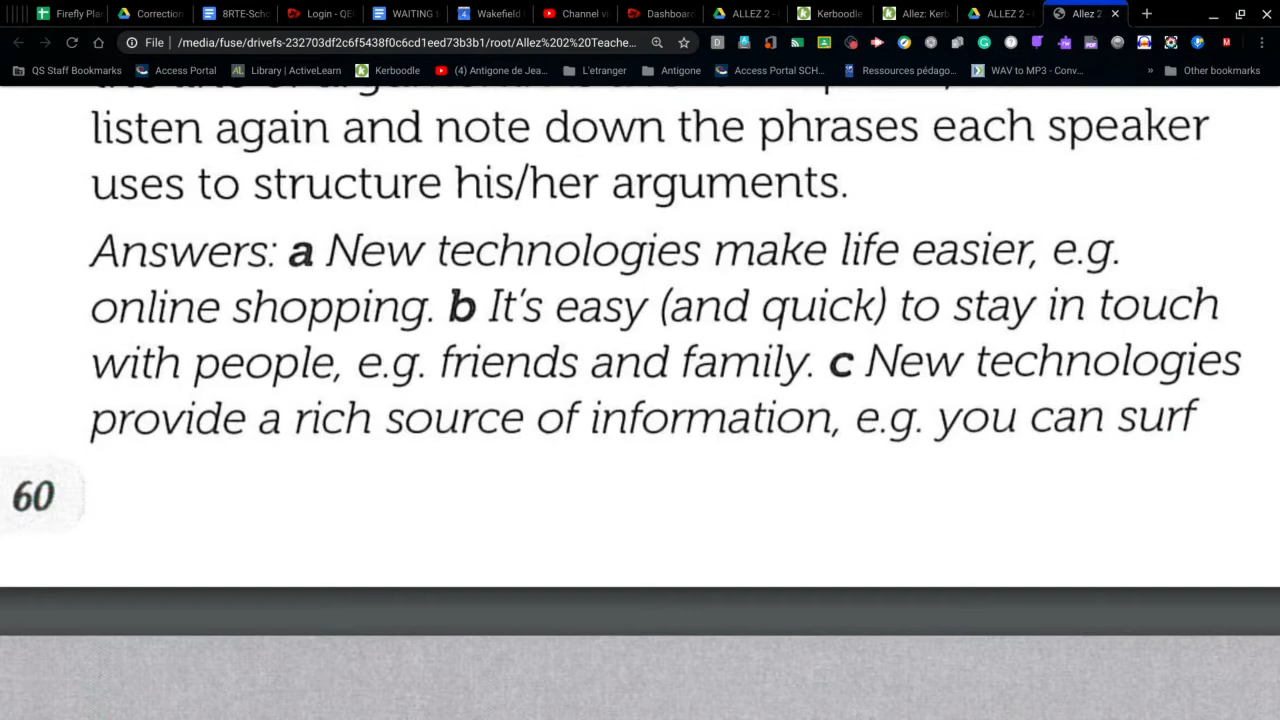 Firefly Pla
Correction
8RTE-Scho
Login - QE
WAITING
Wakefield
Channel vi
Dashboar
ALLEZ 2 -
Kerboodle
Allez: Kerb
ALLEZ 2 -
Allez 2
File | /media/fuse/drivefs-232703df2c6f5438f0c6cd1eed73b3b1/root/Allez%202%20Teache...
QS Staff Bookmarks
Access Portal
Library | ActiveLearn
Kerboodle
(4) Antigone de Jea...
L'etranger
Antigone
Access Portal SCH...
Ressources pédago...
WAV to MP3 - Conv...
» Other bookmarks
listen again and note down the phrases each speaker
uses to structure his/her arguments.
Answers: a New technologies make life easier, e.g.
online shopping. b It's easy (and quick) to stay in touch
with people, e.g. friends and family. c New technologies
provide a rich source of information, e.g. you can surf
60